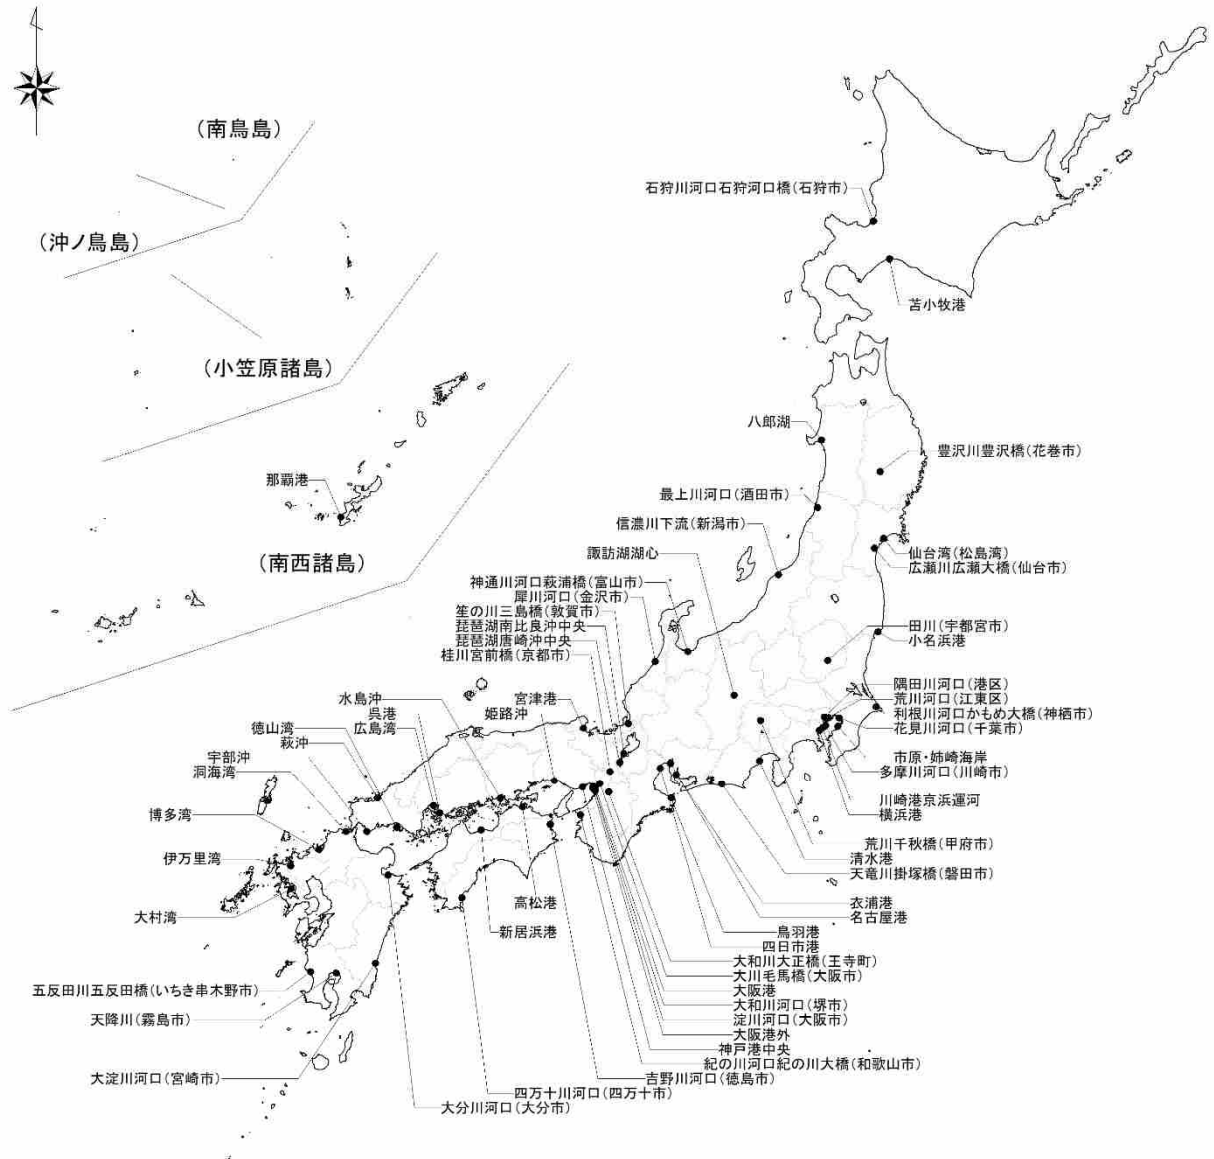 (南鳥島)
(沖ノ鳥島)
(小笠原諸島)
(南西諸島)
那覇港
石狩川河口石狩河口橋(石狩市)
苫小牧港
八郎湖
豊沢川豊沢橋(花巻市)
最上川河口(酒田市)
信濃川下流(新潟市)
諏訪湖湖心
仙台湾(松島湾)
広瀬川広瀬大橋(仙台市)
神通川河口萩浦橋(富山市)
犀川河口(金沢市)
笙の川三島橋(敦賀市)
琵琶湖南比良沖中央
琵琶湖唐崎沖中央
桂川宮前橋(京都市)
田川(宇都宮市)
小名浜港
隅田川河口(港区)
荒川河口(江東区)
利根川河口かもめ大橋(神栖市)
花見川河口(千葉市)
市原・姉崎海岸
多摩川河口(川崎市)
川崎港京浜運河
横浜港
荒川千秋橋(甲府市)
清水港
天竜川掛塚橋(磐田市)
衣浦港
名古屋港
鳥羽港
四日市港
大和川大正橋(王寺町)
大川毛馬橋(大阪市)
大阪港
大和川河口(堺市)
淀川河口(大阪市)
大阪港外
神戸港中央
紀の川河口紀の川大橋(和歌山市)
吉野川河口(徳島市)
四万十川河口(四万十市)
大分川河口(大分市)
宮津港
姫路沖
水島沖
呉港
広島湾
徳山湾
萩沖
宇部沖
洞海湾
博多湾
伊万里湾
大村湾
高松港
新居浜港
五反田川五反田橋(いちき串木野市)
天降川(霧島市)
大淀川河口(宮崎市)